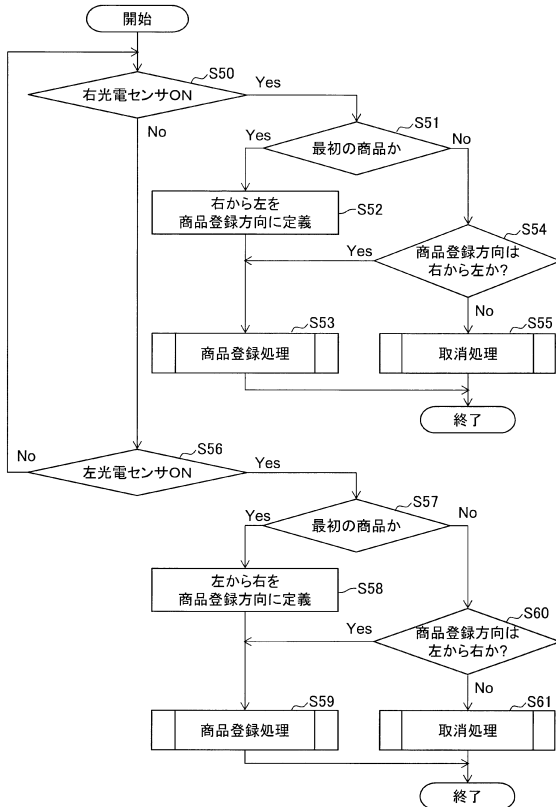 開始
S50
右光電センサON
Yes
No
S51
最初の商品か
Yes
No
S52
右から左を
商品登録方向に定義
S54
商品登録方向は
右から左か?
Yes
No
S53
商品登録処理
S55
取消処理
終了
S56
左光電センサON
No
Yes
S57
最初の商品か
Yes
No
S58
左から右を
商品登録方向に定義
S60
商品登録方向は
左から右か?
Yes
No
S59
商品登録処理
S61
取消処理
終了